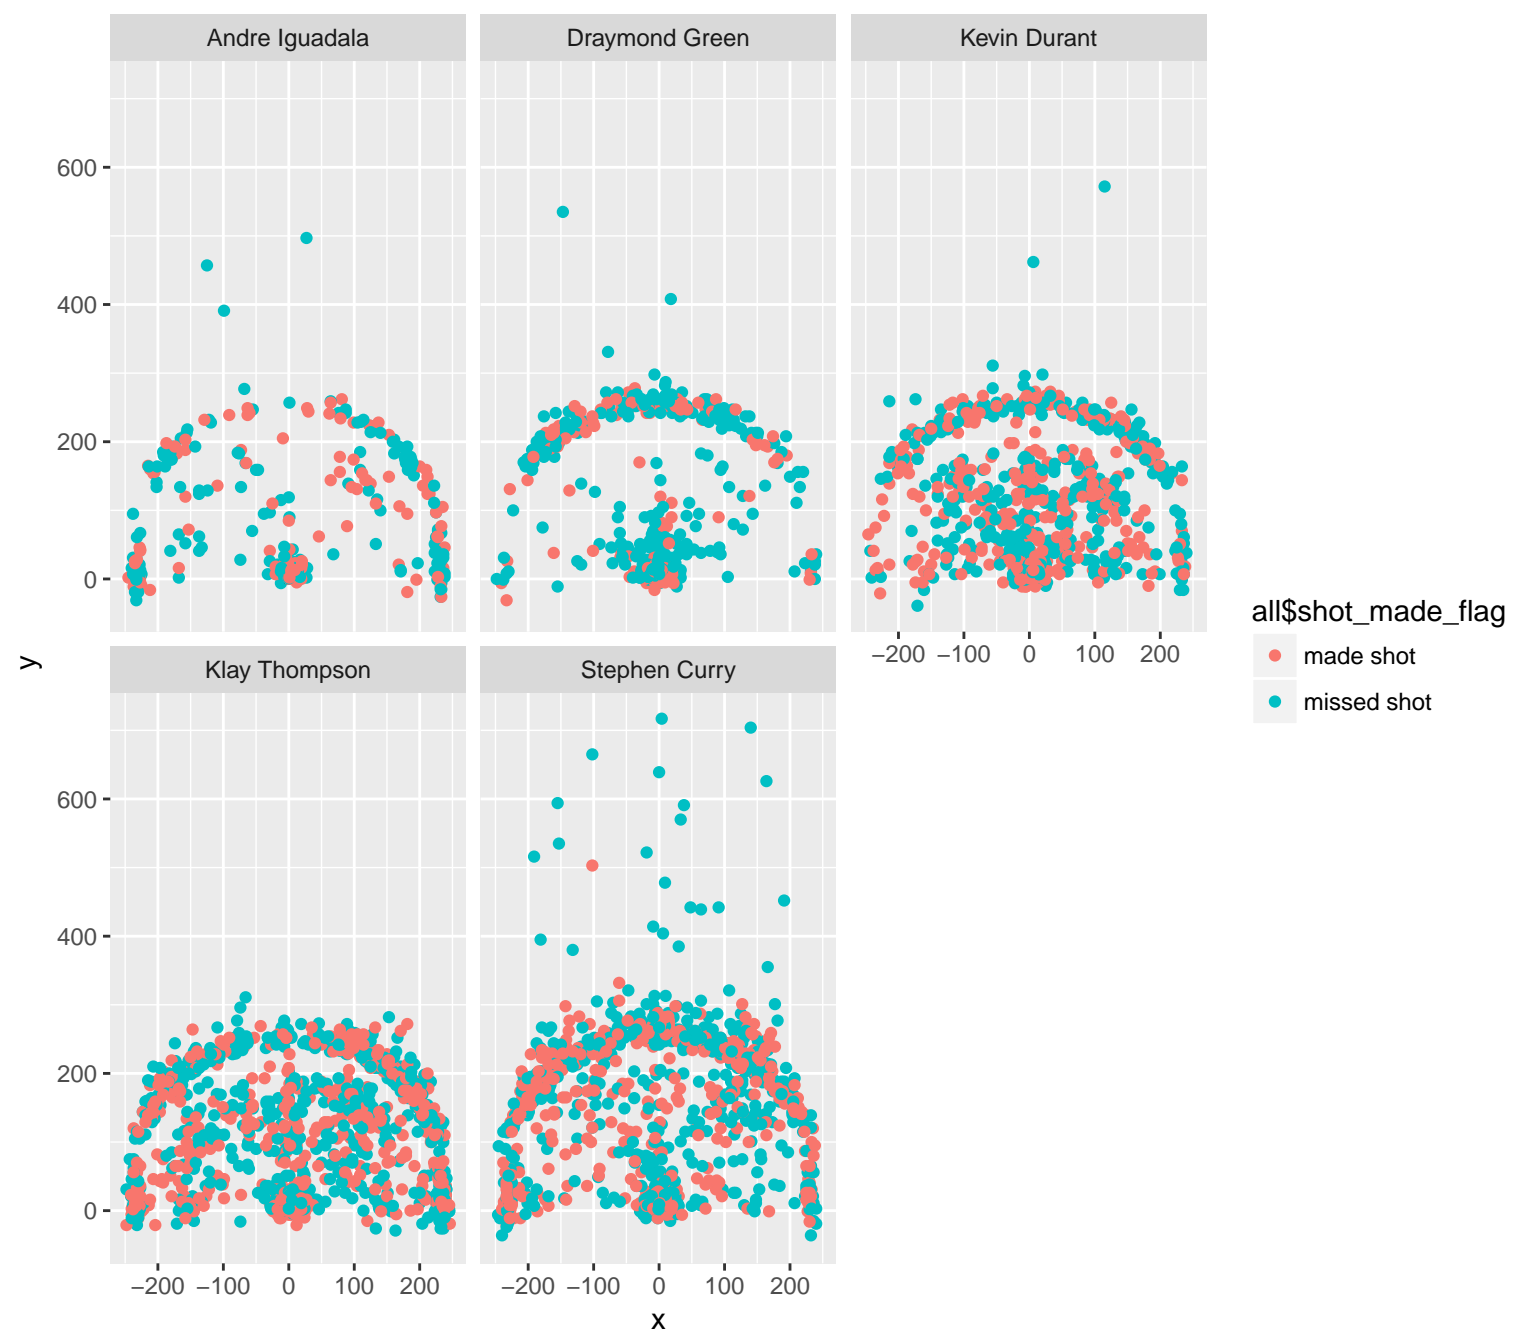 Andre Iguadala
Draymond Green
Kevin Durant
600
400
200
0
−200 −100 0 100 200
y
all$shot_made_flag
made shot
missed shot
Klay Thompson
Stephen Curry
600
400
200
0
−200 −100 0 100 200
−200 −100 0 100 200
x